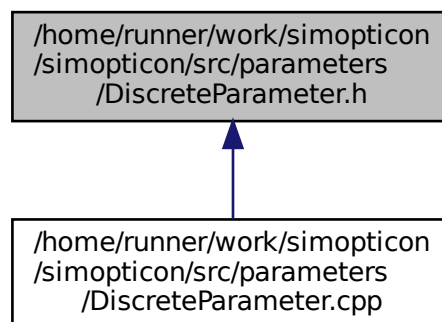 /home/runner/work/simopticon
/simopticon/src/parameters
/DiscreteParameter.h
/home/runner/work/simopticon
/simopticon/src/parameters
/DiscreteParameter.cpp